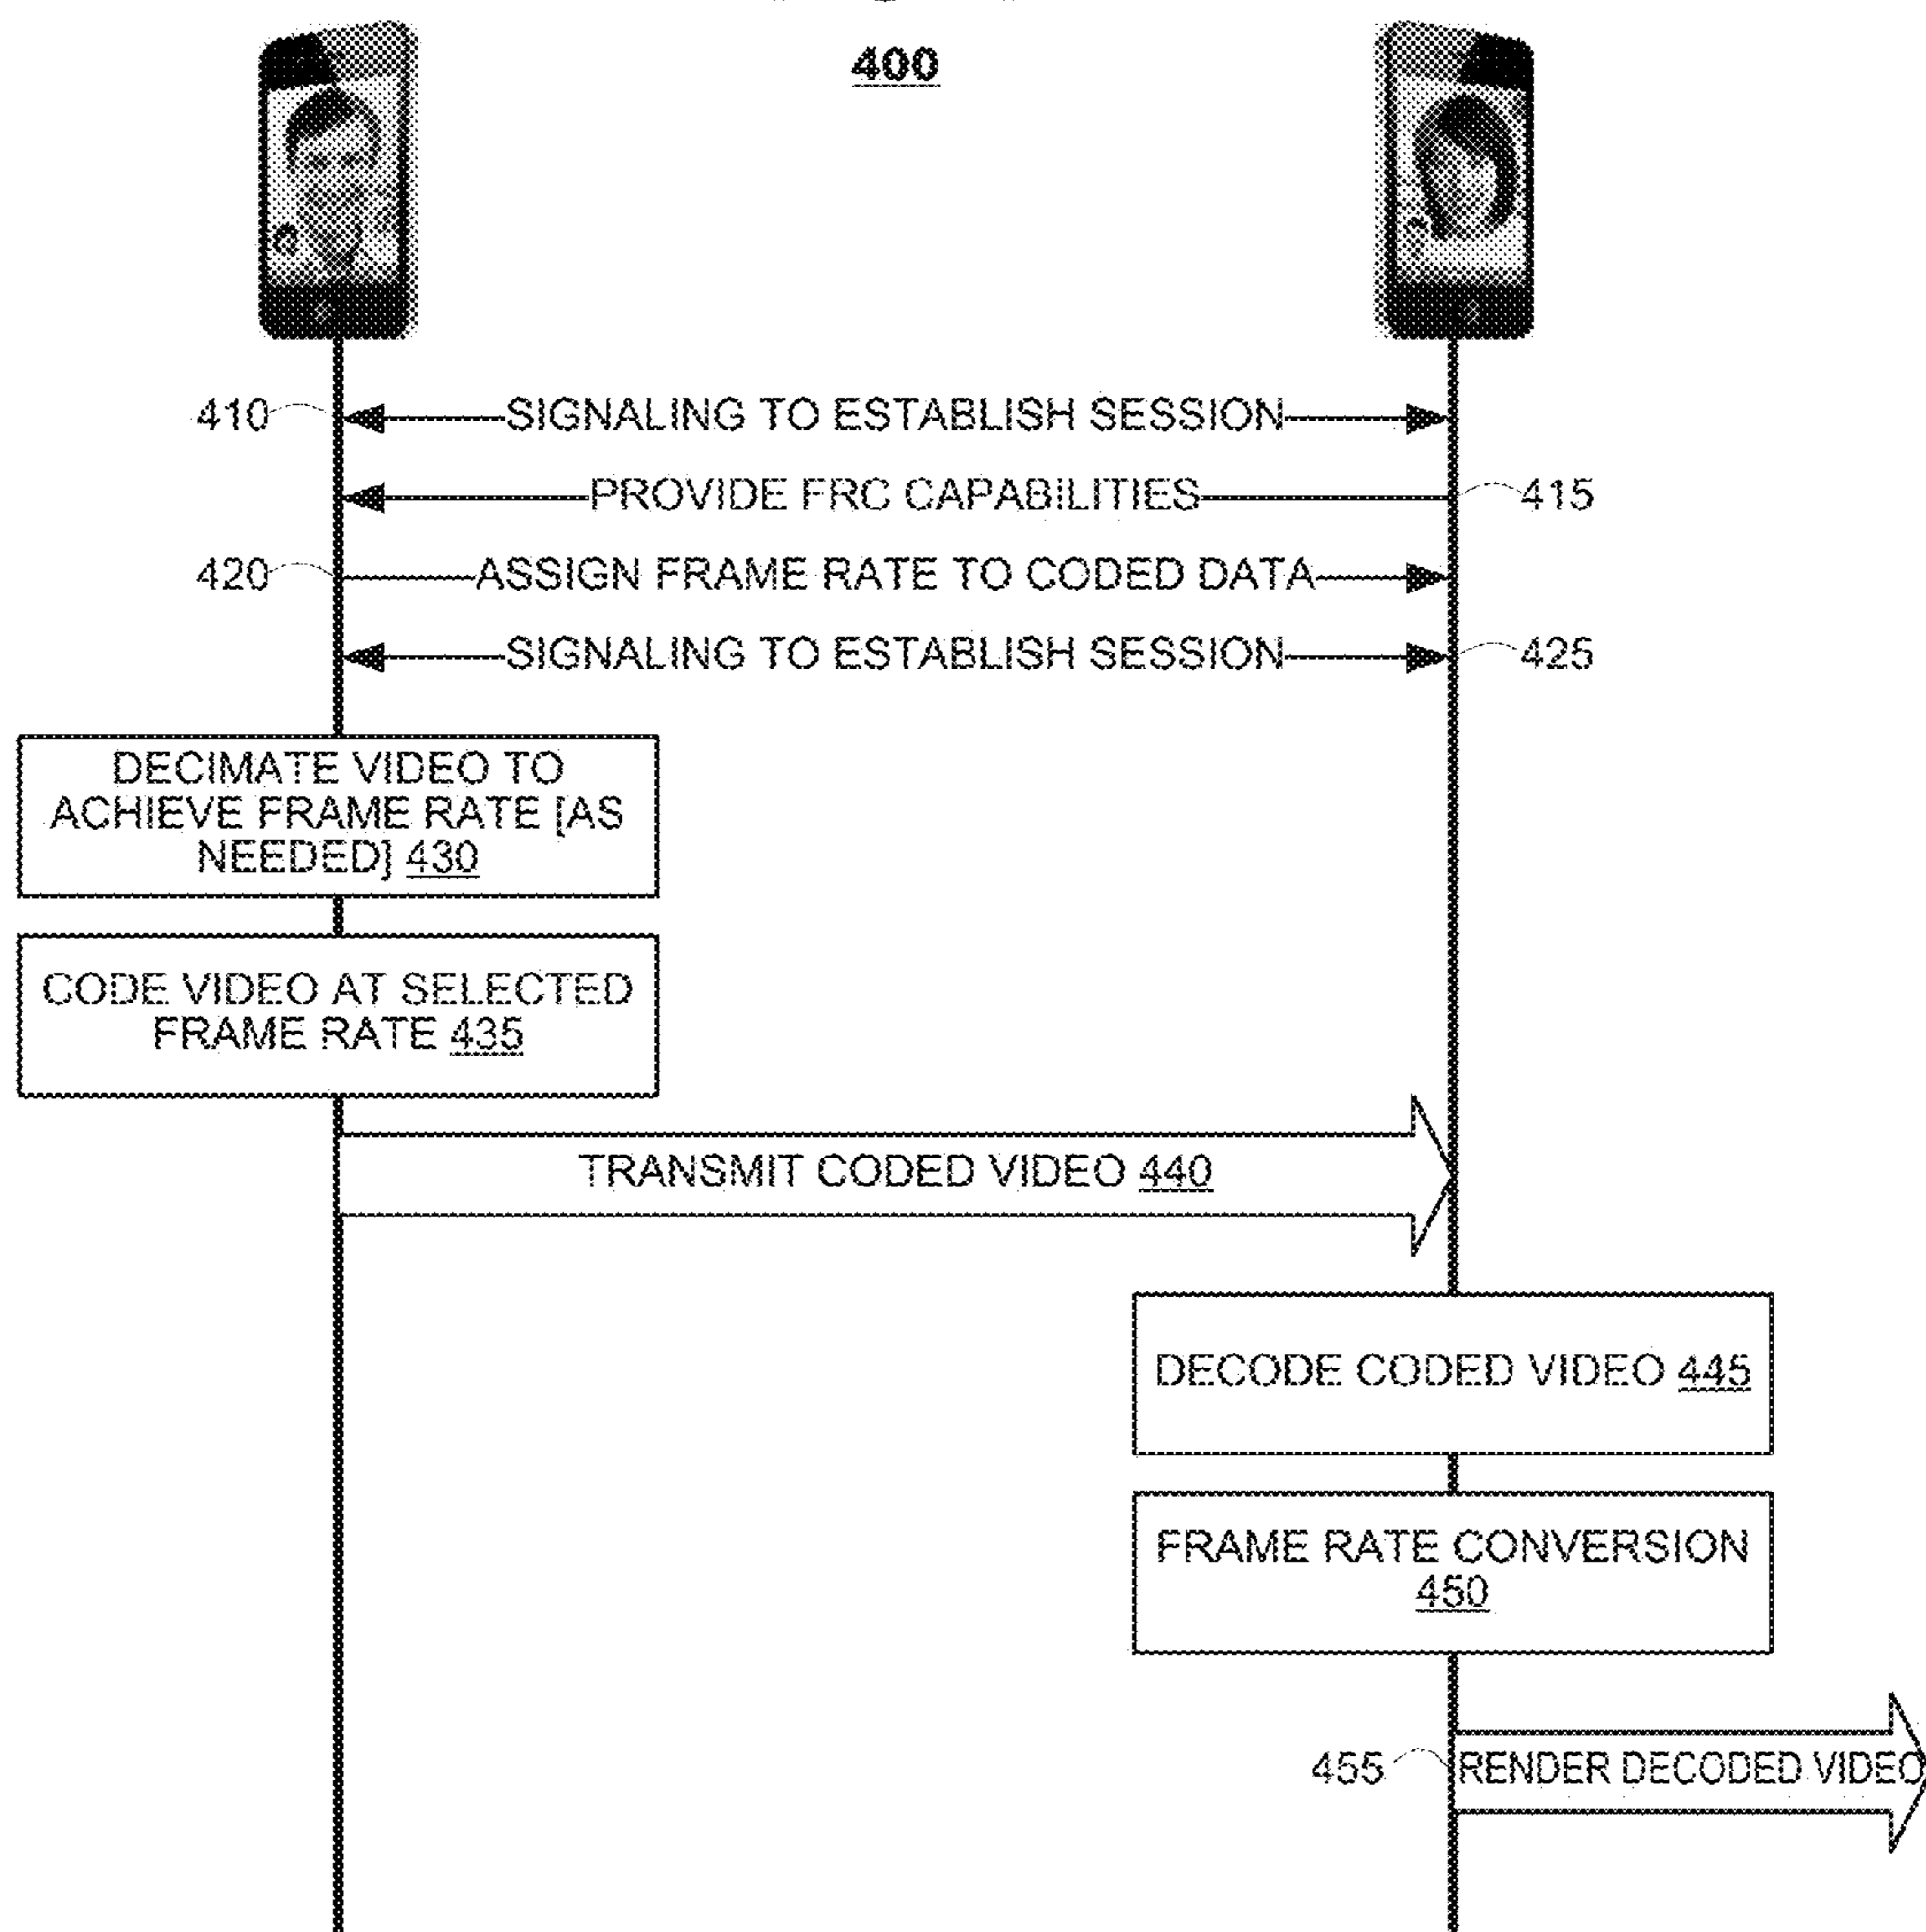 400
410
SIGNALING TO ESTABLISH SESSION
PROVIDE FRC CAPABILITIES
415
420
ASSIGN FRAME RATE TO CODED DATA
SIGNALING TO ESTABLISH SESSION
425
DECIMATE VIDEO TO
ACHIEVE FRAME RATE [AS
NEEDED] 430
CODE VIDEO AT SELECTED
FRAME RATE 435
TRANSMIT CODED VIDEO 440
DECODE CODED VIDEO 445
FRAME RATE CONVERSION
450
455
RENDER DECODED VIDEO